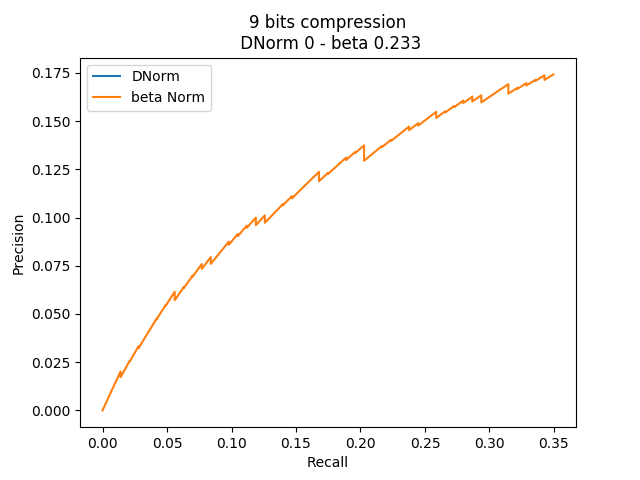 9 bits compression
DNorm 0 - beta 0.233
DNorm
beta Norm
0.175
0.150
0.125
0.100
0.075
0.050
0.025
0.000
Precision
0.00 0.05 0.10 0.15 0.20 0.25 0.30 0.35
Recall